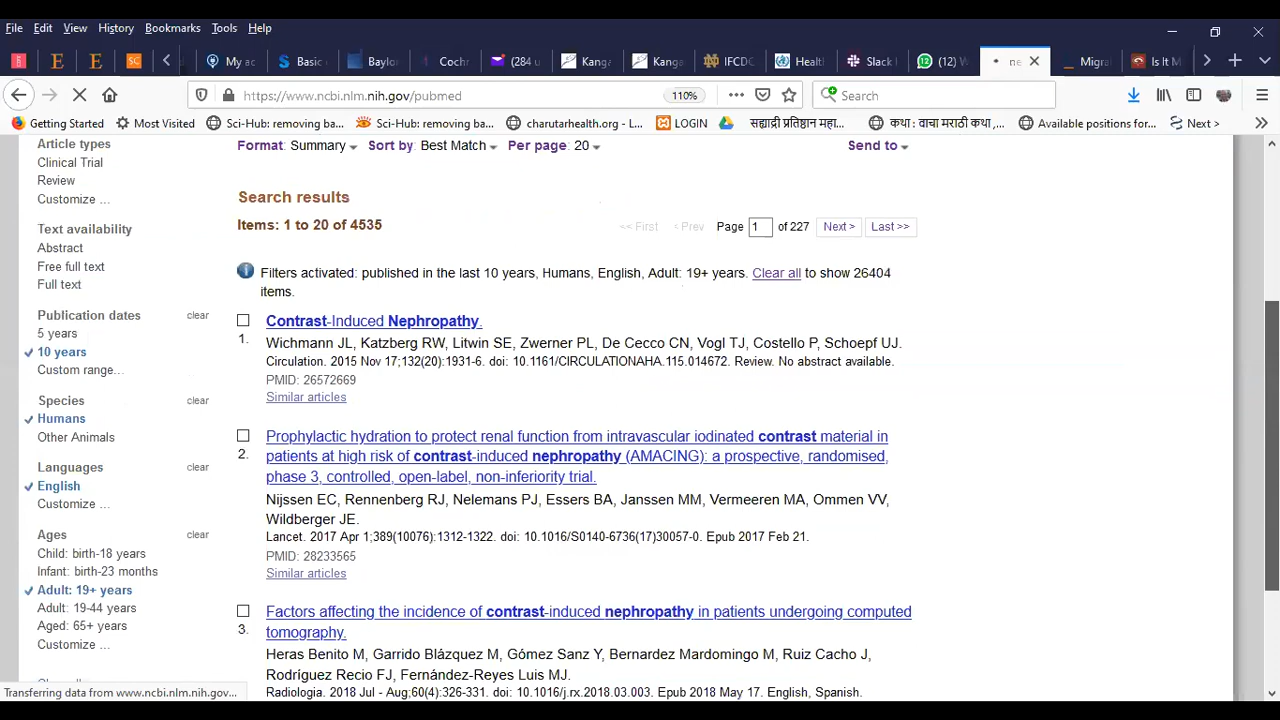 File Edit View History Bookmarks Tools Help
My ac Basic Baylo Cochr (284 u Kanga Kanga IFCDC Healt Slack (12) W ne Migra Is It M
https://www.ncbi.nlm.nih.gov/pubmed 110% Search
Getting Started Most Visited Sci-Hub: removing ba... Sci-Hub: removing ba... charutarhealth.org - L... LOGIN सह्याद्री प्रतिष्ठान महा... कथा : वाचा मराठी कथा,... Available positions for... Next >
Article types
Clinical Trial
Review
Customize ...
Text availability
Abstract
Free full text
Full text
Publication dates clear
5 years
10 years
Custom range...
Species clear
Humans
Other Animals
Languages clear
English
Customize ...
Ages clear
Child: birth-18 years
Infant: birth-23 months
Adult: 19+ years
Adult: 19-44 years
Aged: 65+ years
Customize ...
Format: Summary Sort by: Best Match Per page: 20 Send to
Search results
Items: 1 to 20 of 4535
<< First < Prev Page 1 of 227 Next > Last >>
Filters activated: published in the last 10 years, Humans, English, Adult: 19+ years. Clear all to show 26404
items.
Contrast-Induced Nephropathy.
1. Wichmann JL, Katzberg RW, Litwin SE, Zwerner PL, De Cecco CN, Vogl TJ, Costello P, Schoepf UJ.
Circulation. 2015 Nov 17;132(20):1931-6. doi: 10.1161/CIRCULATIONAHA.115.014672. Review. No abstract available.
PMID: 26572669
Similar articles
Prophylactic hydration to protect renal function from intravascular iodinated contrast material in
2. patients at high risk of contrast-induced nephropathy (AMACING): a prospective, randomised,
phase 3, controlled, open-label, non-inferiority trial.
Nijssen EC, Rennenberg RJ, Nelemans PJ, Essers BA, Janssen MM, Vermeeren MA, Ommen VV,
Wildberger JE.
Lancet. 2017 Apr 1;389(10076):1312-1322. doi: 10.1016/S0140-6736(17)30057-0. Epub 2017 Feb 21.
PMID: 28233565
Similar articles
Factors affecting the incidence of contrast-induced nephropathy in patients undergoing computed
3. tomography.
Heras Benito M, Garrido Blázquez M, Gómez Sanz Y, Bernardez Mardomingo M, Ruiz Cacho J,
Rodríguez Recio FJ, Fernández-Reyes Luis MJ.
Radiologia. 2018 Jul - Aug;60(4):326-331. doi: 10.1016/j.rx.2018.03.003. Epub 2018 May 17. English, Spanish.
Transferring data from www.ncbi.nlm.nih.gov...